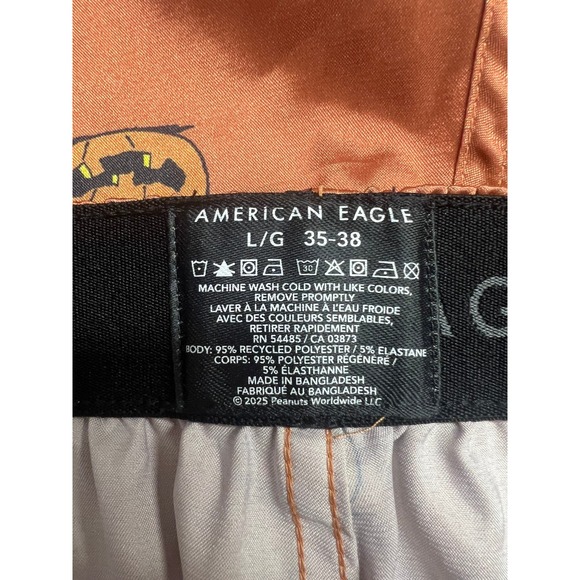 AMERICAN EAGLE
L/G 35-38
30
MACHINE WASH COLD WITH LIKE COLORS,
REMOVE PROMPTLY
LAVER À LA MACHINE À L'EAU FROIDE
AVEC DES COULEURS SEMBLABLES,
RETIRER RAPIDEMENT
RN 54485 / CA 03873
BODY: 95% RECYCLED POLYESTER / 5% ELASTANE
CORPS: 95% POLYESTER RÉGÉNÉRÉ /
5% ÉLASTHANNE
MADE IN BANGLADESH
FABRIQUÉ AU BANGLADESH
© 2025 Peanuts Worldwide LLC